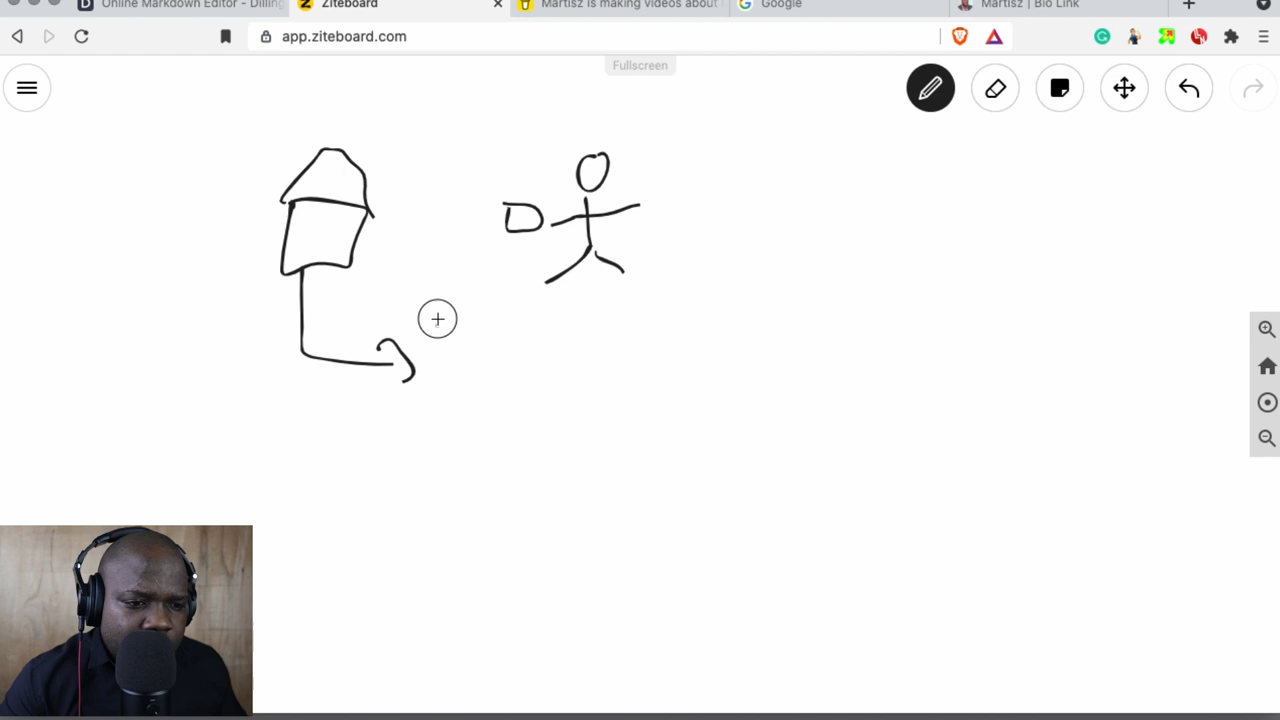 Online Markdown Editor - Dilling
Ziteboard
Martisz is making videos about
Google
Martisz | Bio Link
app.ziteboard.com
Fullscreen
D